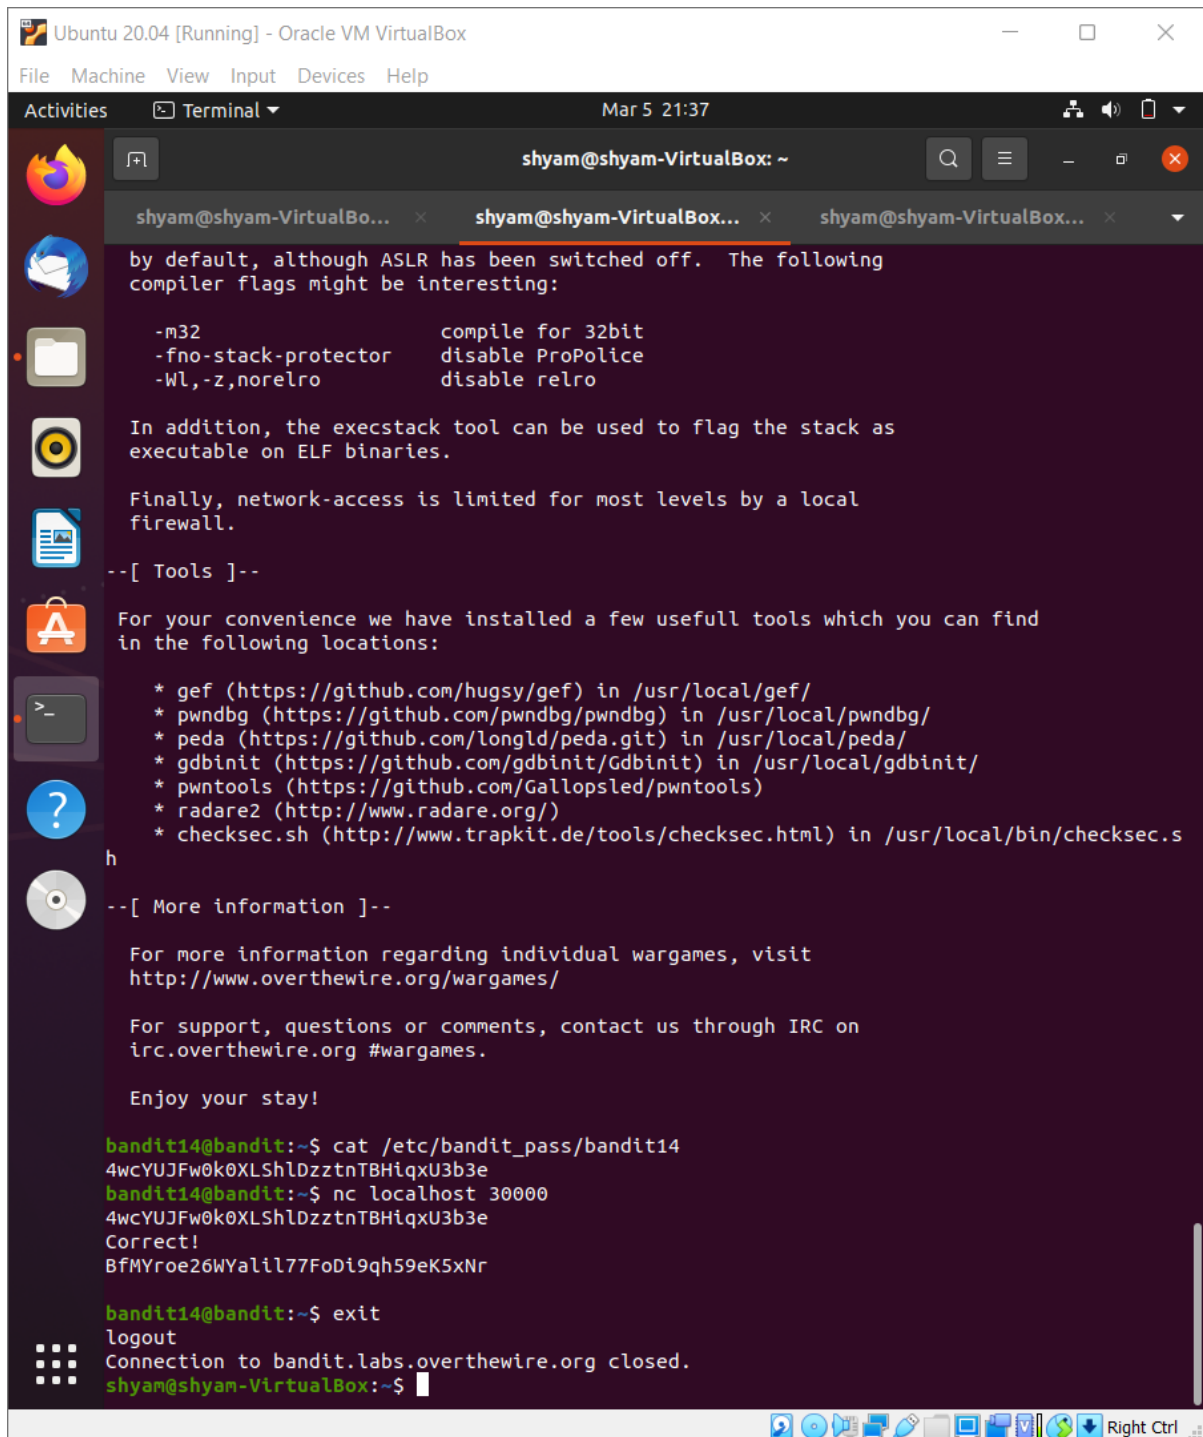 Ubuntu 20.04 [Running] - Oracle VM VirtualBox
File Machine View Input Devices Help
Activities Terminal Mar 5 21:37
shyam@shyam-VirtualBox: ~
shyam@shyam-VirtualBo... shyam@shyam-VirtualBox... shyam@shyam-VirtualBox...
by default, although ASLR has been switched off. The following
compiler flags might be interesting:
-m32 compile for 32bit
-fno-stack-protector disable ProPolice
-Wl,-z,norelro disable relro
In addition, the execstack tool can be used to flag the stack as
executable on ELF binaries.
Finally, network-access is limited for most levels by a local
firewall.
--[ Tools ]--
For your convenience we have installed a few usefull tools which you can find
in the following locations:
* gef (https://github.com/hugsy/gef) in /usr/local/gef/
* pwndbg (https://github.com/pwndbg/pwndbg) in /usr/local/pwndbg/
* peda (https://github.com/longld/peda.git) in /usr/local/peda/
* gdbinit (https://github.com/gdbinit/Gdbinit) in /usr/local/gdbinit/
* pwntools (https://github.com/Gallopsled/pwntools)
* radare2 (http://www.radare.org/)
* checksec.sh (http://www.trapkit.de/tools/checksec.html) in /usr/local/bin/checksec.s
h
--[ More information ]--
For more information regarding individual wargames, visit
http://www.overthewire.org/wargames/
For support, questions or comments, contact us through IRC on
irc.overthewire.org #wargames.
Enjoy your stay!
bandit14@bandit:~$ cat /etc/bandit_pass/bandit14
4wcYUJFw0k0XLShlDzztnTBHiqxU3b3e
bandit14@bandit:~$ nc localhost 30000
4wcYUJFw0k0XLShlDzztnTBHiqxU3b3e
Correct!
BfMYroe26WYalil77FoDi9qh59eK5xNr
bandit14@bandit:~$ exit
logout
Connection to bandit.labs.overthewire.org closed.
shyam@shyam-VirtualBox:~$
Right Ctrl